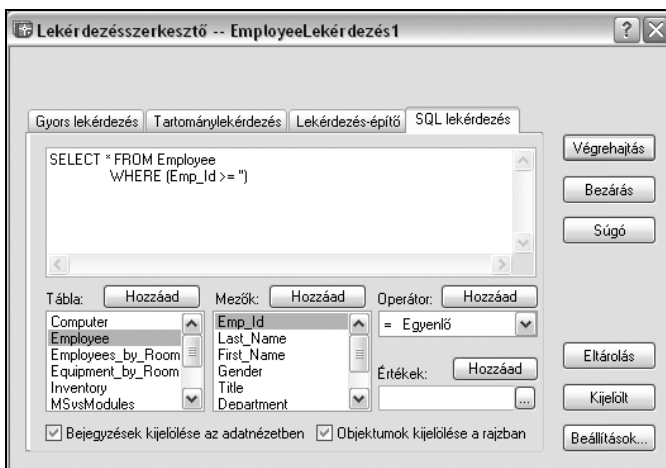 Lekérdezésszerkesztő -- EmployeeLekérdezés1
Gyors lekérdezés
Tartománylekérdezés
Lekérdezés-építő
SQL lekérdezés
SELECT * FROM Employee
WHERE (Emp_Id >= '')
Végrehajtás
Bezárás
Súgó
Tábla:
Hozzáad
Mezők:
Hozzáad
Operátor:
Hozzáad
Computer
Employee
Employees_by_Room
Equipment_by_Room
Inventory
MSysModules
Emp_Id
Last_Name
First_Name
Gender
Title
Department
= Egyenlő
Értékek:
Hozzáad
...
Eltárolás
Kijelölt
Beállítások...
Bejegyzések kijelölése az adatnézetben
Objektumok kijelölése a rajzban